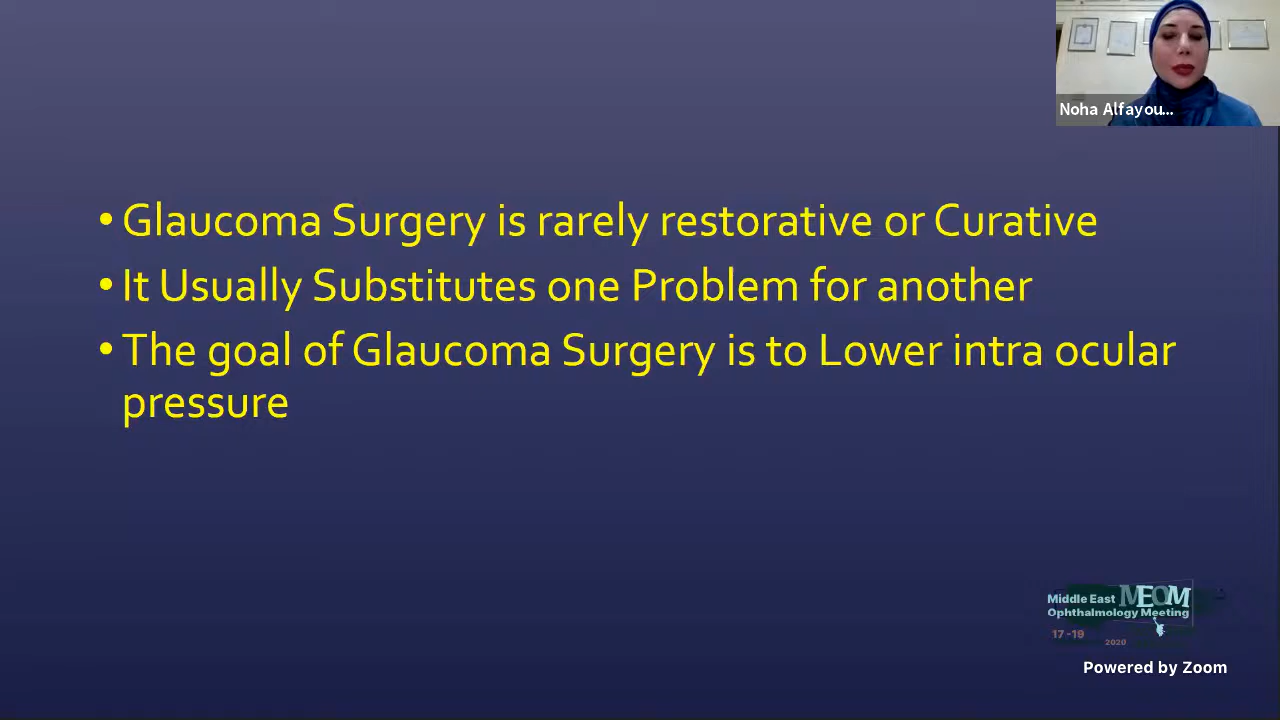 Noha Alfayou...
• Glaucoma Surgery is rarely restorative or Curative
• It Usually Substitutes one Problem for another
• The goal of Glaucoma Surgery is to Lower intra ocular
pressure
Middle East MEOM
Ophthalmology Meeting
17-19
2020
Powered by Zoom